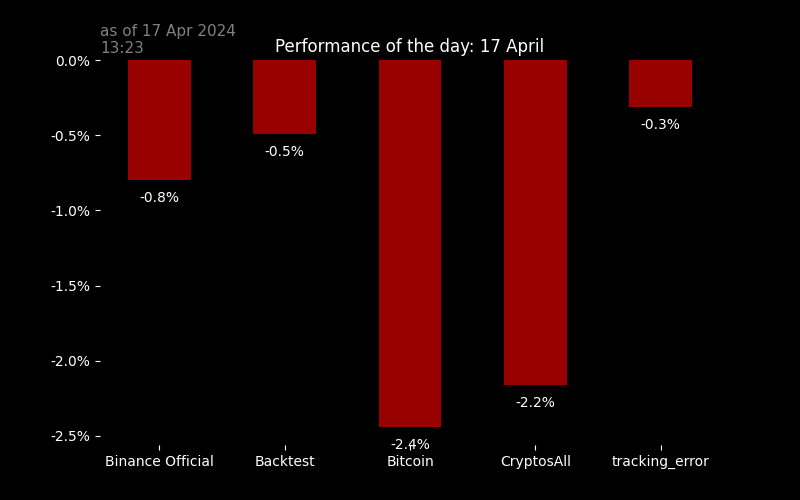 as of 17 Apr 2024
13:23
Performance of the day: 17 April
0.0%
-0.5%
-1.0%
-1.5%
-2.0%
-2.5%
-0.8%
-0.5%
-2.4%
-2.2%
-0.3%
Binance Official
Backtest
Bitcoin
CryptosAll
tracking_error